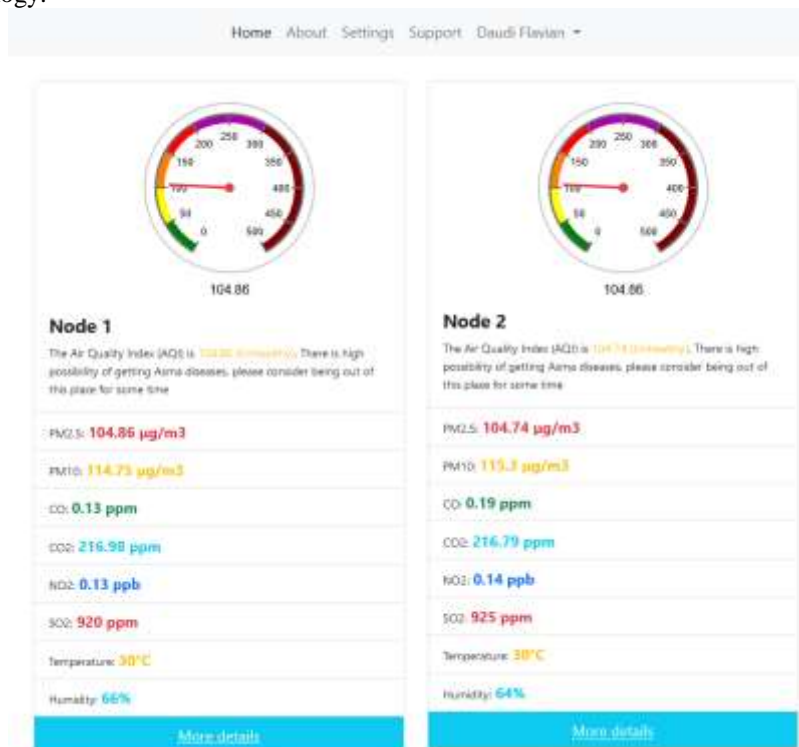 ogy.
Home About Settings Support Daudi Flavian
200 250 300
150 350
100 400
50 450
0 500
104.86
Node 1
The Air Quality Index (AQI) is 104.86 (Unhealthy). There is high
possibility of getting Asma diseases, please consider being out of
this place for some time
PM2.5: 104.86 µg/m3
PM10: 114.75 µg/m3
CO: 0.13 ppm
CO2: 216.98 ppm
NO2: 0.13 ppb
SO2: 920 ppm
Temperature: 30°C
Humidity: 66%
More details
200 250 300
150 350
100 400
50 450
0 500
104.86
Node 2
The Air Quality Index (AQI) is 104.74 (Unhealthy). There is high
possibility of getting Asma diseases, please consider being out of
this place for some time
PM2.5: 104.74 µg/m3
PM10: 115.3 µg/m3
CO: 0.19 ppm
CO2: 216.79 ppm
NO2: 0.14 ppb
SO2: 925 ppm
Temperature: 30°C
Humidity: 64%
More details